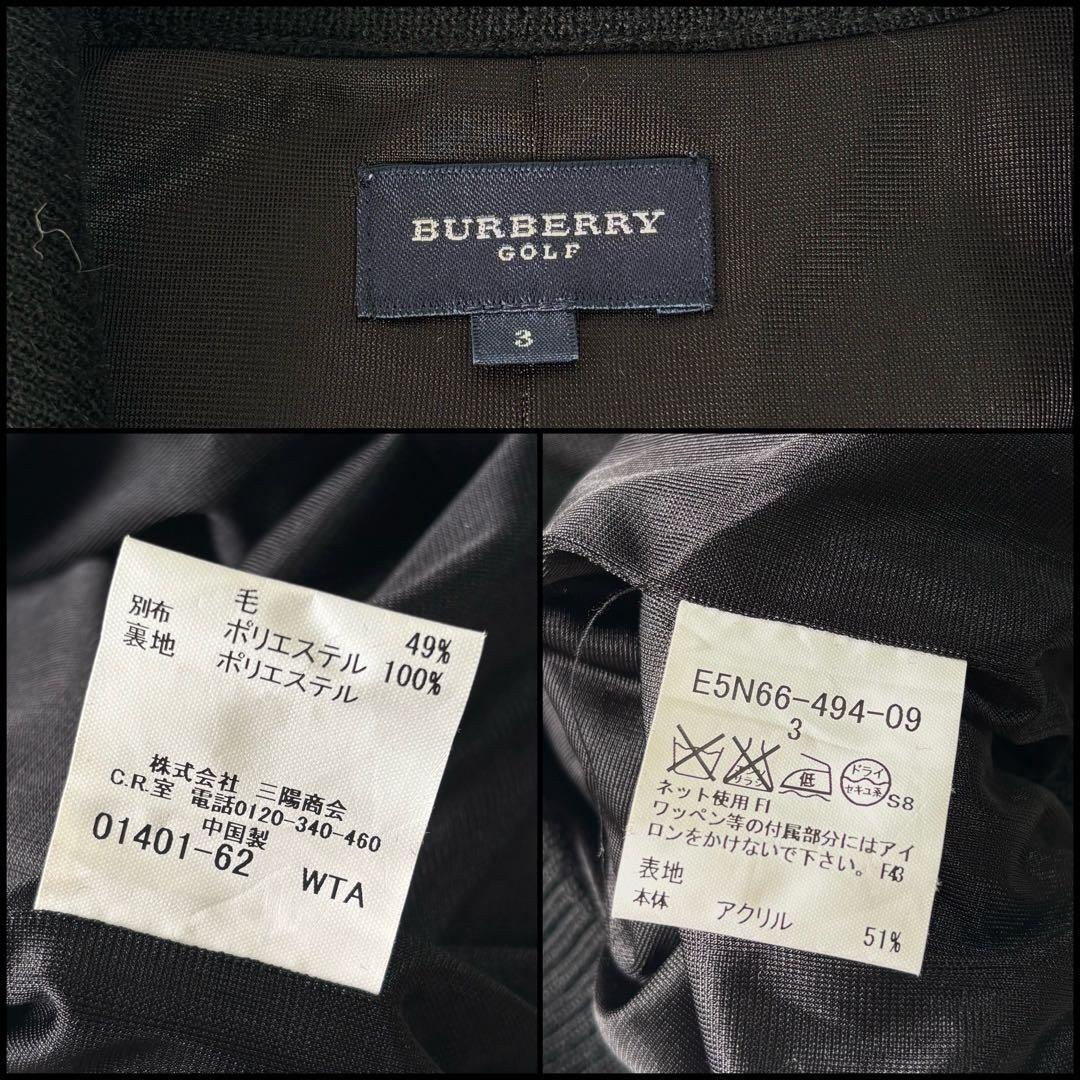 BURBERRY
GOLF
3
毛 49%
別布 ポリエステル 100%
裏地 ポリエステル
株式会社 三陽商会
C.R.室 電話0120-340-460
中国製
01401-62 WTA
E5N66-494-09
3
低 ドライ セキユ系 S8
ネット使用 FI
ワッペン等の付属部分にはアイ
ロンをかけないで下さい。 F43
表地
本体 アクリル 51%